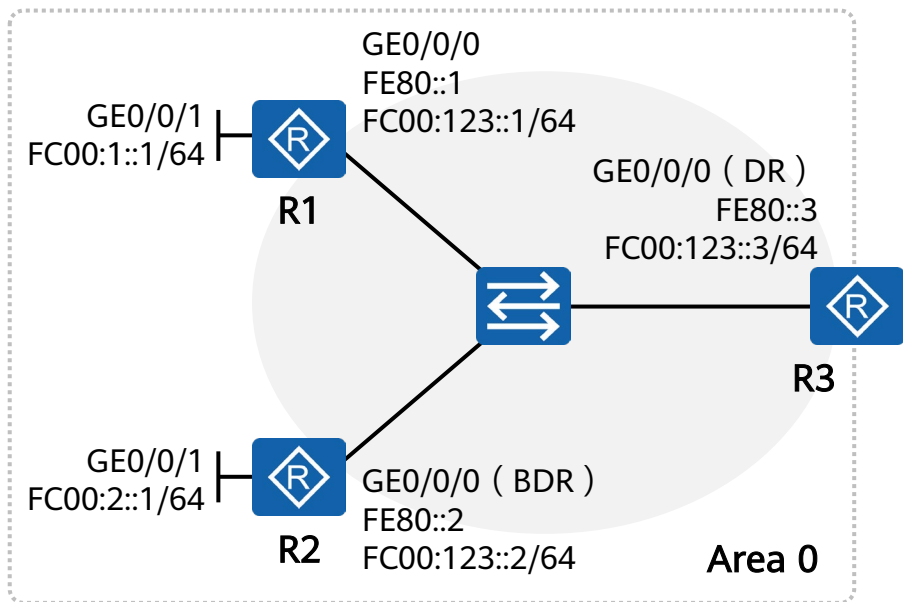 GE0/0/0
FE80::1
FC00:123::1/64
GE0/0/1
FC00:1::1/64
R
R1
GE0/0/0（DR）
FE80::3
FC00:123::3/64
R
R3
GE0/0/1
FC00:2::1/64
R
R2
GE0/0/0（BDR）
FE80::2
FC00:123::2/64
Area 0